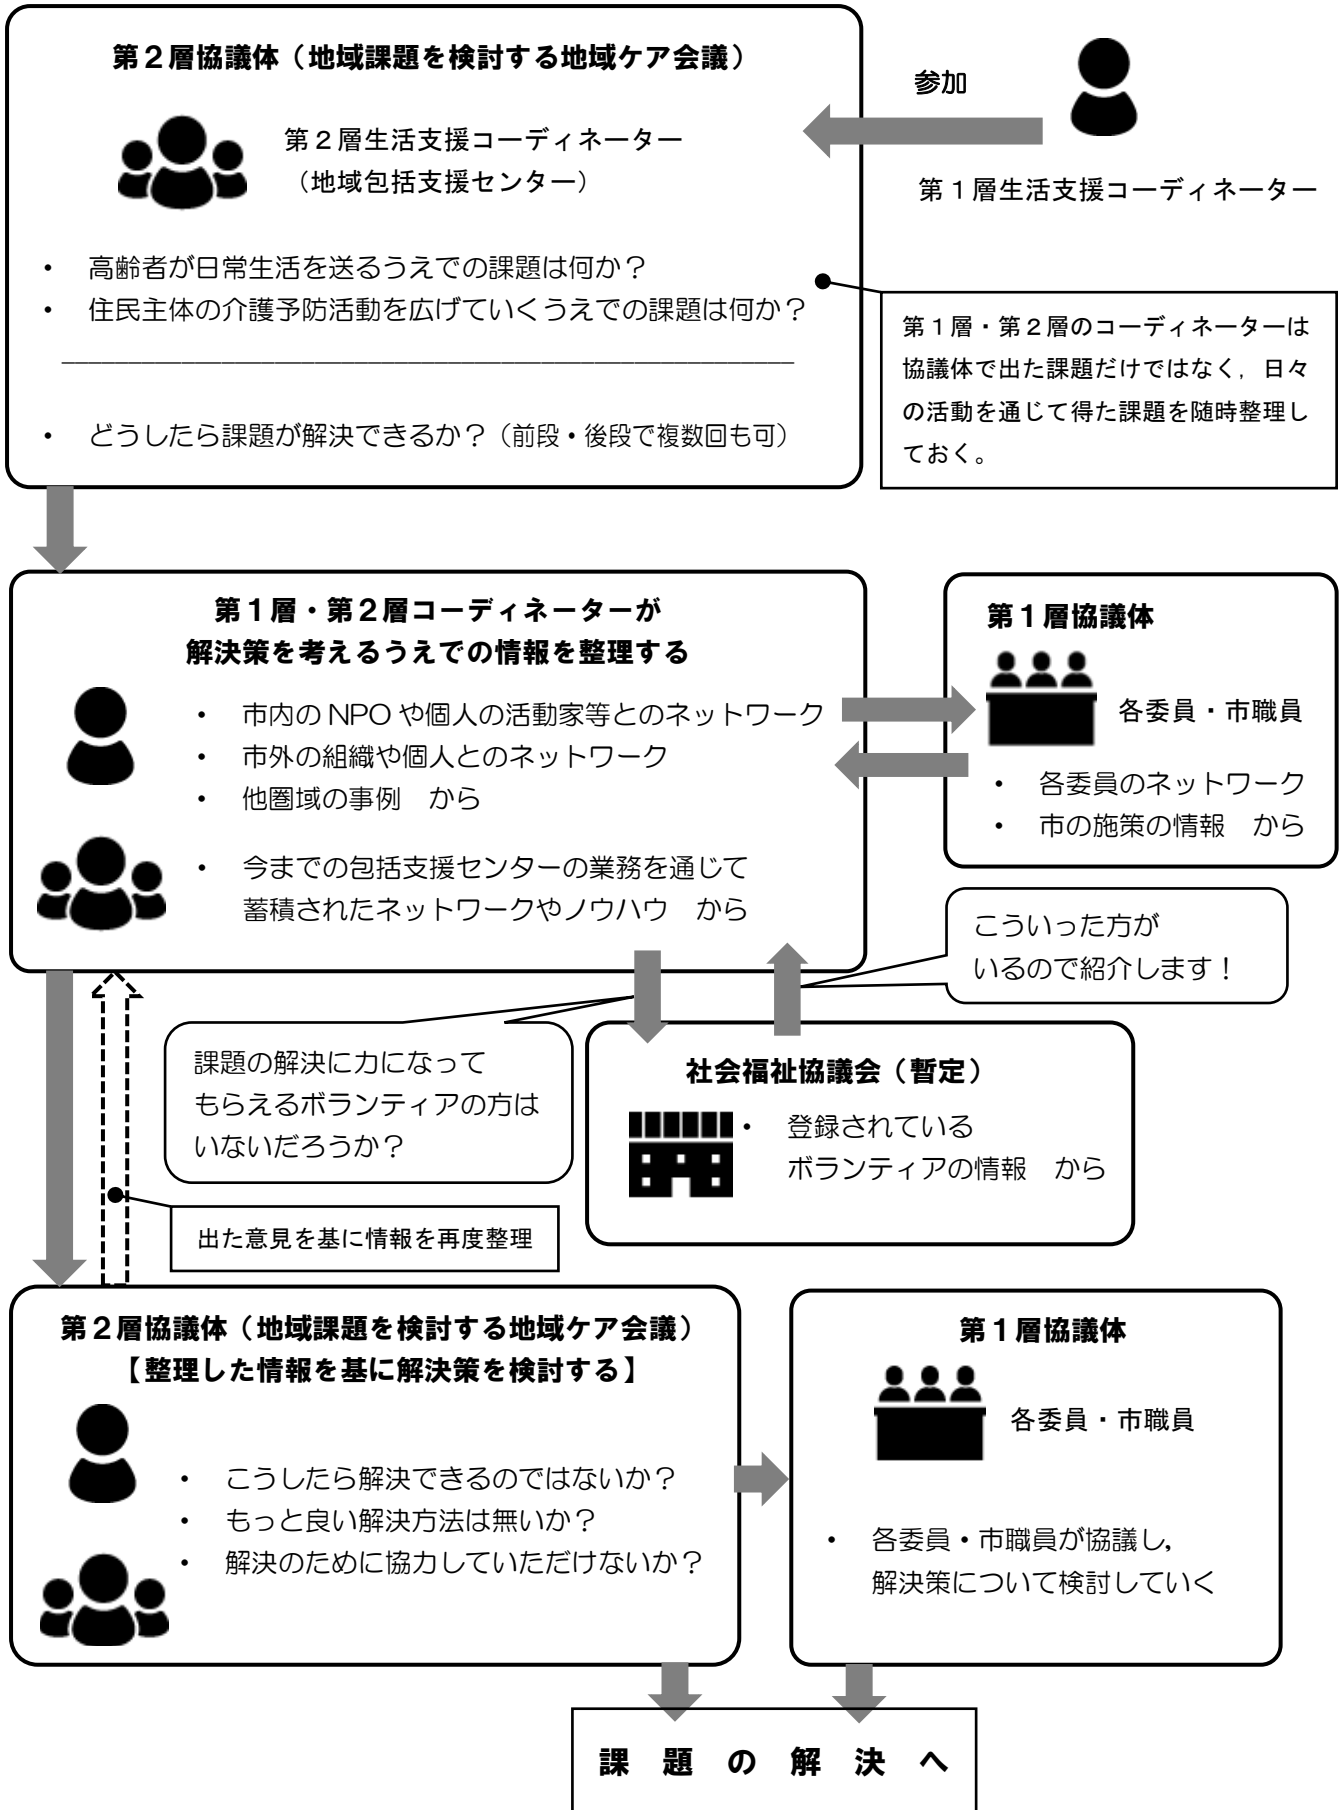 第２層協議体（地域課題を検討する地域ケア会議）
第２層生活支援コーディネーター
（地域包括支援センター）
・　高齢者が日常生活を送るうえでの課題は何か？
・　住民主体の介護予防活動を広げていくうえでの課題は何か？
・　どうしたら課題が解決できるか？（前段・後段で複数回も可）
参加
第１層生活支援コーディネーター
第１層・第２層のコーディネーターは
協議体で出た課題だけではなく，日々
の活動を通じて得た課題を随時整理し
ておく。
第１層・第２層コーディネーターが
解決策を考えるうえでの情報を整理する
・　市内の NPO や個人の活動家等とのネットワーク
・　市外の組織や個人とのネットワーク
・　他圏域の事例　から
・　今までの包括支援センターの業務を通じて
蓄積されたネットワークやノウハウ　から
第１層協議体
各委員・市職員
・　各委員のネットワーク
・　市の施策の情報　から
こういった方が
いるので紹介します！
課題の解決に力になって
もらえるボランティアの方は
いないだろうか？
社会福祉協議会（暫定）
・　登録されている
ボランティアの情報　から
出た意見を基に情報を再度整理
第２層協議体（地域課題を検討する地域ケア会議）
【整理した情報を基に解決策を検討する】
・　こうしたら解決できるのではないか？
・　もっと良い解決方法は無いか？
・　解決のために協力していただけないか？
第１層協議体
各委員・市職員
・　各委員・市職員が協議し，
解決策について検討していく
課　題　の　解　決　へ